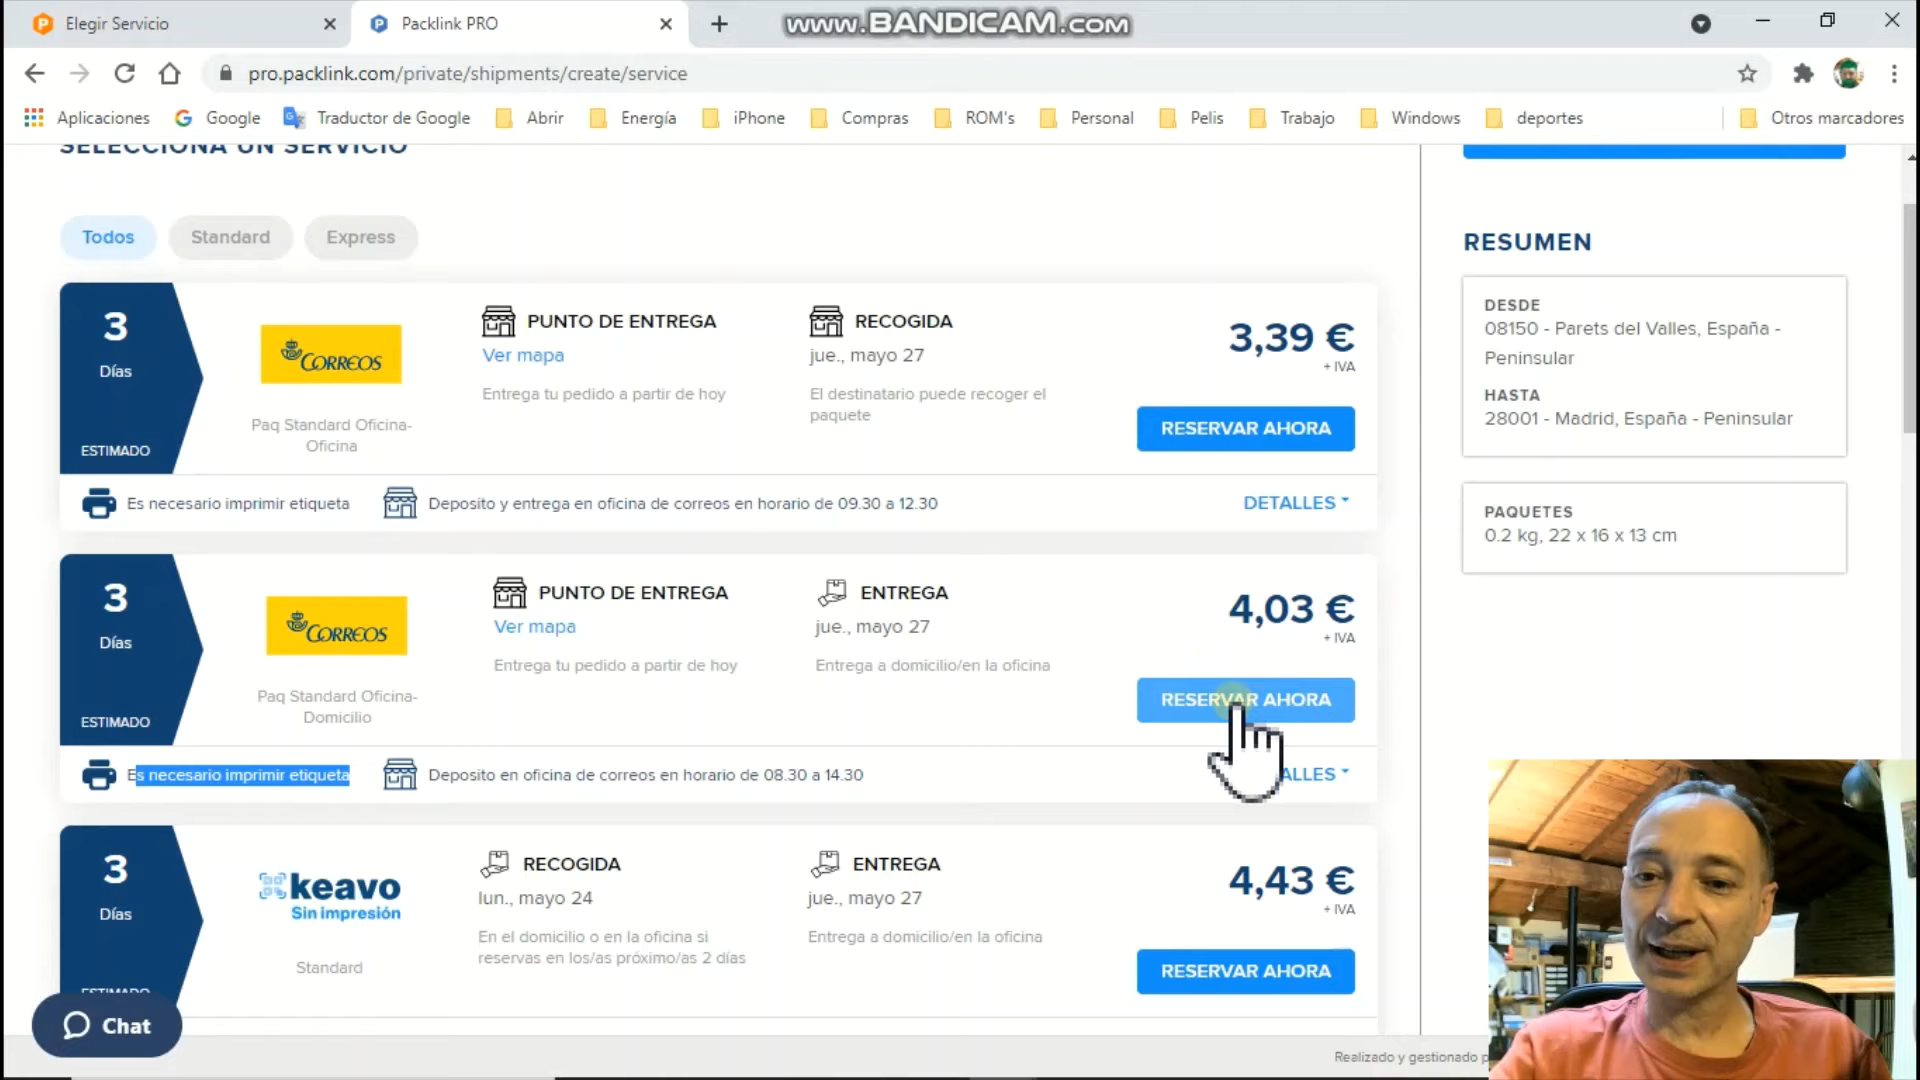 Elegir Servicio
Packlink PRO
www.BANDICAM.com
pro.packlink.com/private/shipments/create/service
Aplicaciones
Google
Traductor de Google
Abrir
Energía
iPhone
Compras
ROM's
Personal
Pelis
Trabajo
Windows
deportes
Otros marcadores
SELECCIONA UN SERVICIO
Todos
Standard
Express
3
Días
ESTIMADO
CORREOS
Paq Standard Oficina-
Oficina
PUNTO DE ENTREGA
Ver mapa
Entrega tu pedido a partir de hoy
RECOGIDA
jue., mayo 27
El destinatario puede recoger el
paquete
3,39 €
+ IVA
RESERVAR AHORA
Es necesario imprimir etiqueta
Deposito y entrega en oficina de correos en horario de 09.30 a 12.30
DETALLES
3
Días
ESTIMADO
CORREOS
Paq Standard Oficina-
Domicilio
PUNTO DE ENTREGA
Ver mapa
Entrega tu pedido a partir de hoy
ENTREGA
jue., mayo 27
Entrega a domicilio/en la oficina
4,03 €
+ IVA
RESERVAR AHORA
Es necesario imprimir etiqueta
Deposito en oficina de correos en horario de 08.30 a 14.30
ALLES
3
Días
ESTIMADO
keavo
Sin impresión
Standard
RECOGIDA
lun., mayo 24
En el domicilio o en la oficina si
reservas en los/as próximo/as 2 días
ENTREGA
jue., mayo 27
Entrega a domicilio/en la oficina
4,43 €
+ IVA
RESERVAR AHORA
Chat
RESUMEN
DESDE
08150 - Parets del Valles, España -
Peninsular
HASTA
28001 - Madrid, España - Peninsular
PAQUETES
0.2 kg, 22 x 16 x 13 cm
Realizado y gestionado p